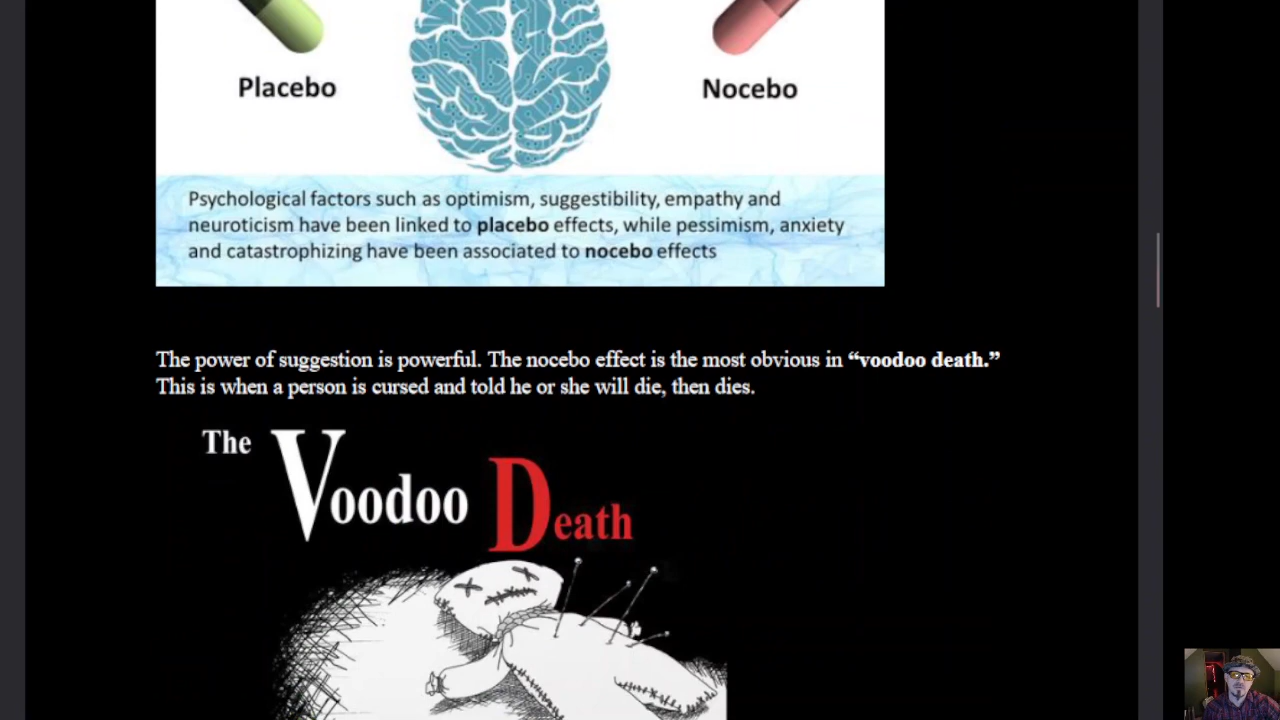 Placebo
Nocebo
Psychological factors such as optimism, suggestibility, empathy and
neuroticism have been linked to placebo effects, while pessimism, anxiety
and catastrophizing have been associated to nocebo effects
The power of suggestion is powerful. The nocebo effect is the most obvious in “voodoo death.”
This is when a person is cursed and told he or she will die, then dies.
The Voodoo Death